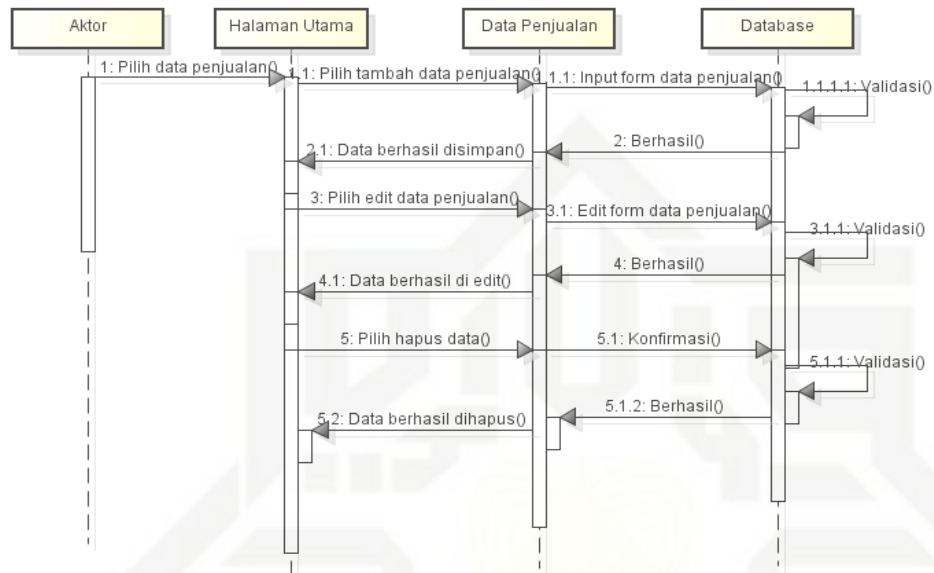 Aktor
Halaman Utama
Data Penjualan
Database
1: Pilih data penjualan()
1.1: Pilih tambah data penjualan()
1.1: Input form data penjualan()
1.1.1.1: Validasi()
2: Berhasil()
2.1: Data berhasil disimpan()
3: Pilih edit data penjualan()
3.1: Edit form data penjualan()
3.1.1: Validasi()
4: Berhasil()
4.1: Data berhasil di edit()
5: Pilih hapus data()
5.1: Konfirmasi()
5.1.1: Validasi()
5.1.2: Berhasil()
5.2: Data berhasil dihapus()